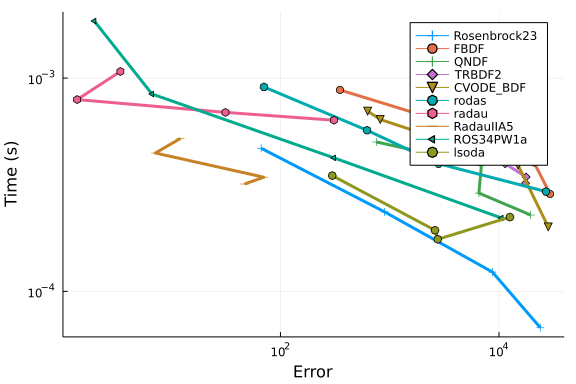 Rosenbrock23
FBDF
QNDF
TRBDF2
CVODE_BDF
rodas
radau
RadauIIA5
ROS34PW1a
lsoda
10⁻³
10⁻⁴
10²
10⁴
Time (s)
Error